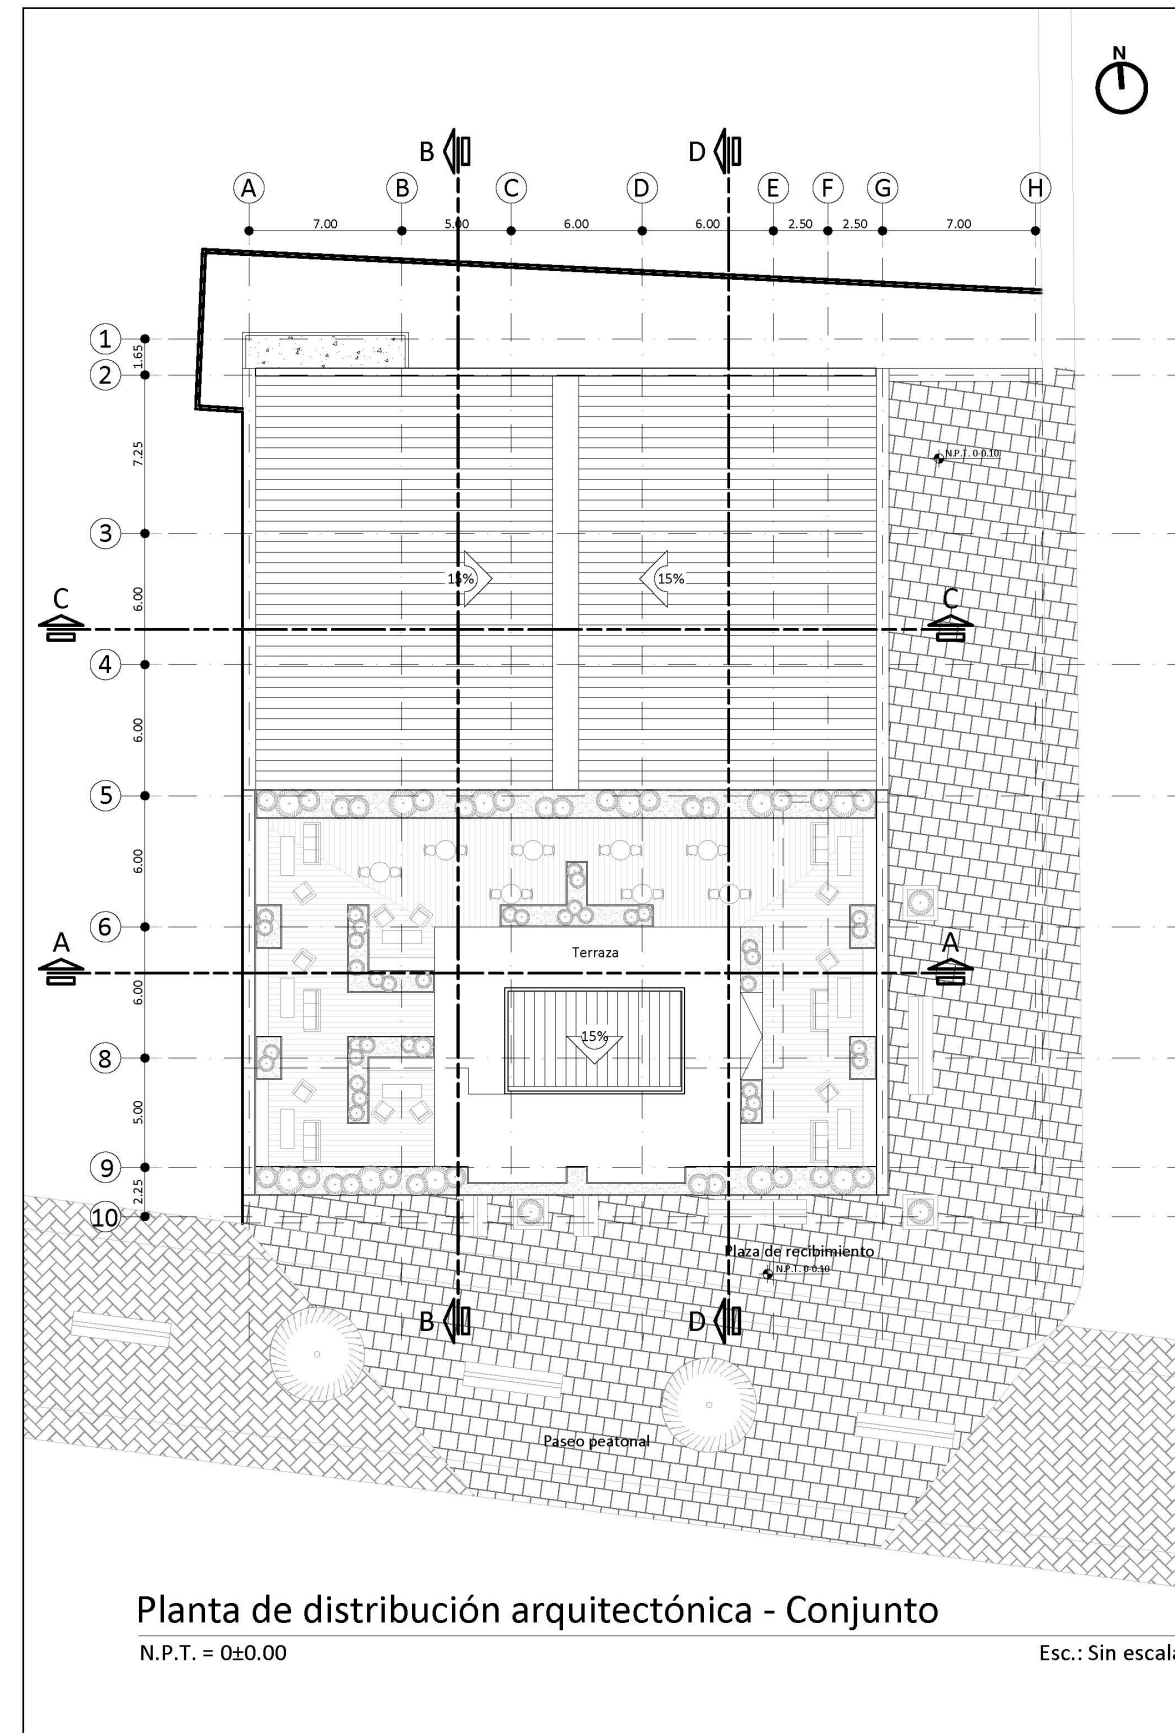 N
B D
A B C D E F G H
7.00 5.00 6.00 6.00 2.50 2.50 7.00
1
1.65
2
7.25
N.P.T. 0-0.10
3
15% 15%
6.00
C C
4
6.00
5
6.00
6
A Terraza A
6.00
15%
8
5.00
9
2.25
10
Plaza de recibimiento
N.P.T. 0-0.10
B D
Paseo peatonal
Planta de distribución arquitectónica - Conjunto
N.P.T. = 0±0.00 Esc.: Sin escala